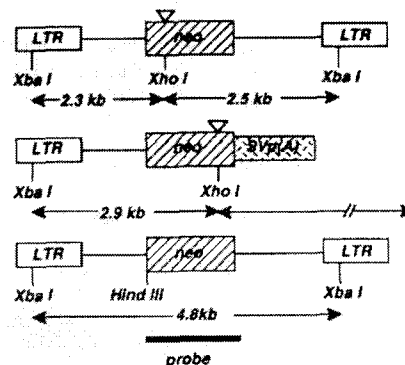 LTR neo LTR
Xba I Xho I Xba I
2.3 kb 2.5 kb
LTR neo SVp(A)
Xba I Xho I
2.9 kb
LTR neo LTR
Xba I Hind III Xba I
4.8kb
probe